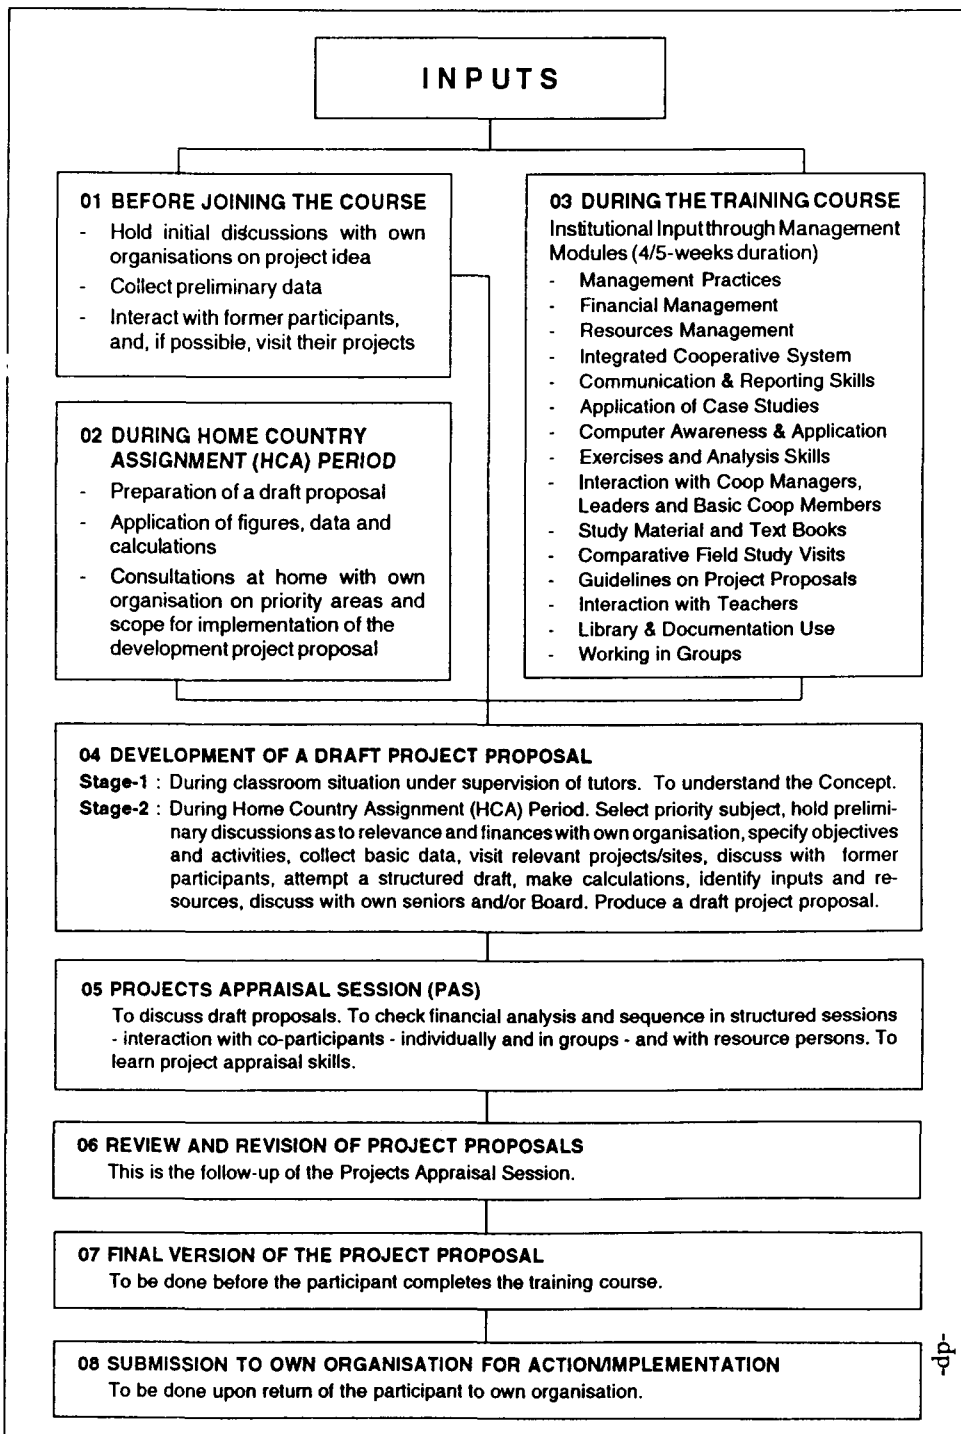 INPUTS
01 BEFORE JOINING THE COURSE
- Hold initial discussions with own
organisations on project idea
- Collect preliminary data
- Interact with former participants,
and, if possible, visit their projects
02 DURING HOME COUNTRY
ASSIGNMENT (HCA) PERIOD
- Preparation of a draft proposal
- Application of figures, data and
calculations
- Consultations at home with own
organisation on priority areas and
scope for implementation of the
development project proposal
03 DURING THE TRAINING COURSE
Institutional Input through Management
Modules (4/5-weeks duration)
- Management Practices
- Financial Management
- Resources Management
- Integrated Cooperative System
- Communication & Reporting Skills
- Application of Case Studies
- Computer Awareness & Application
- Exercises and Analysis Skills
- Interaction with Coop Managers,
Leaders and Basic Coop Members
- Study Material and Text Books
- Comparative Field Study Visits
- Guidelines on Project Proposals
- Interaction with Teachers
- Library & Documentation Use
- Working in Groups
04 DEVELOPMENT OF A DRAFT PROJECT PROPOSAL
Stage-1 : During classroom situation under supervision of tutors. To understand the Concept.
Stage-2 : During Home Country Assignment (HCA) Period. Select priority subject, hold prelimi-
nary discussions as to relevance and finances with own organisation, specify objectives
and activities, collect basic data, visit relevant projects/sites, discuss with former
participants, attempt a structured draft, make calculations, identify inputs and re-
sources, discuss with own seniors and/or Board. Produce a draft project proposal.
05 PROJECTS APPRAISAL SESSION (PAS)
To discuss draft proposals. To check financial analysis and sequence in structured sessions
- interaction with co-participants - individually and in groups - and with resource persons. To
learn project appraisal skills.
06 REVIEW AND REVISION OF PROJECT PROPOSALS
This is the follow-up of the Projects Appraisal Session.
07 FINAL VERSION OF THE PROJECT PROPOSAL
To be done before the participant completes the training course.
08 SUBMISSION TO OWN ORGANISATION FOR ACTION/IMPLEMENTATION
To be done upon return of the participant to own organisation.
-dp-